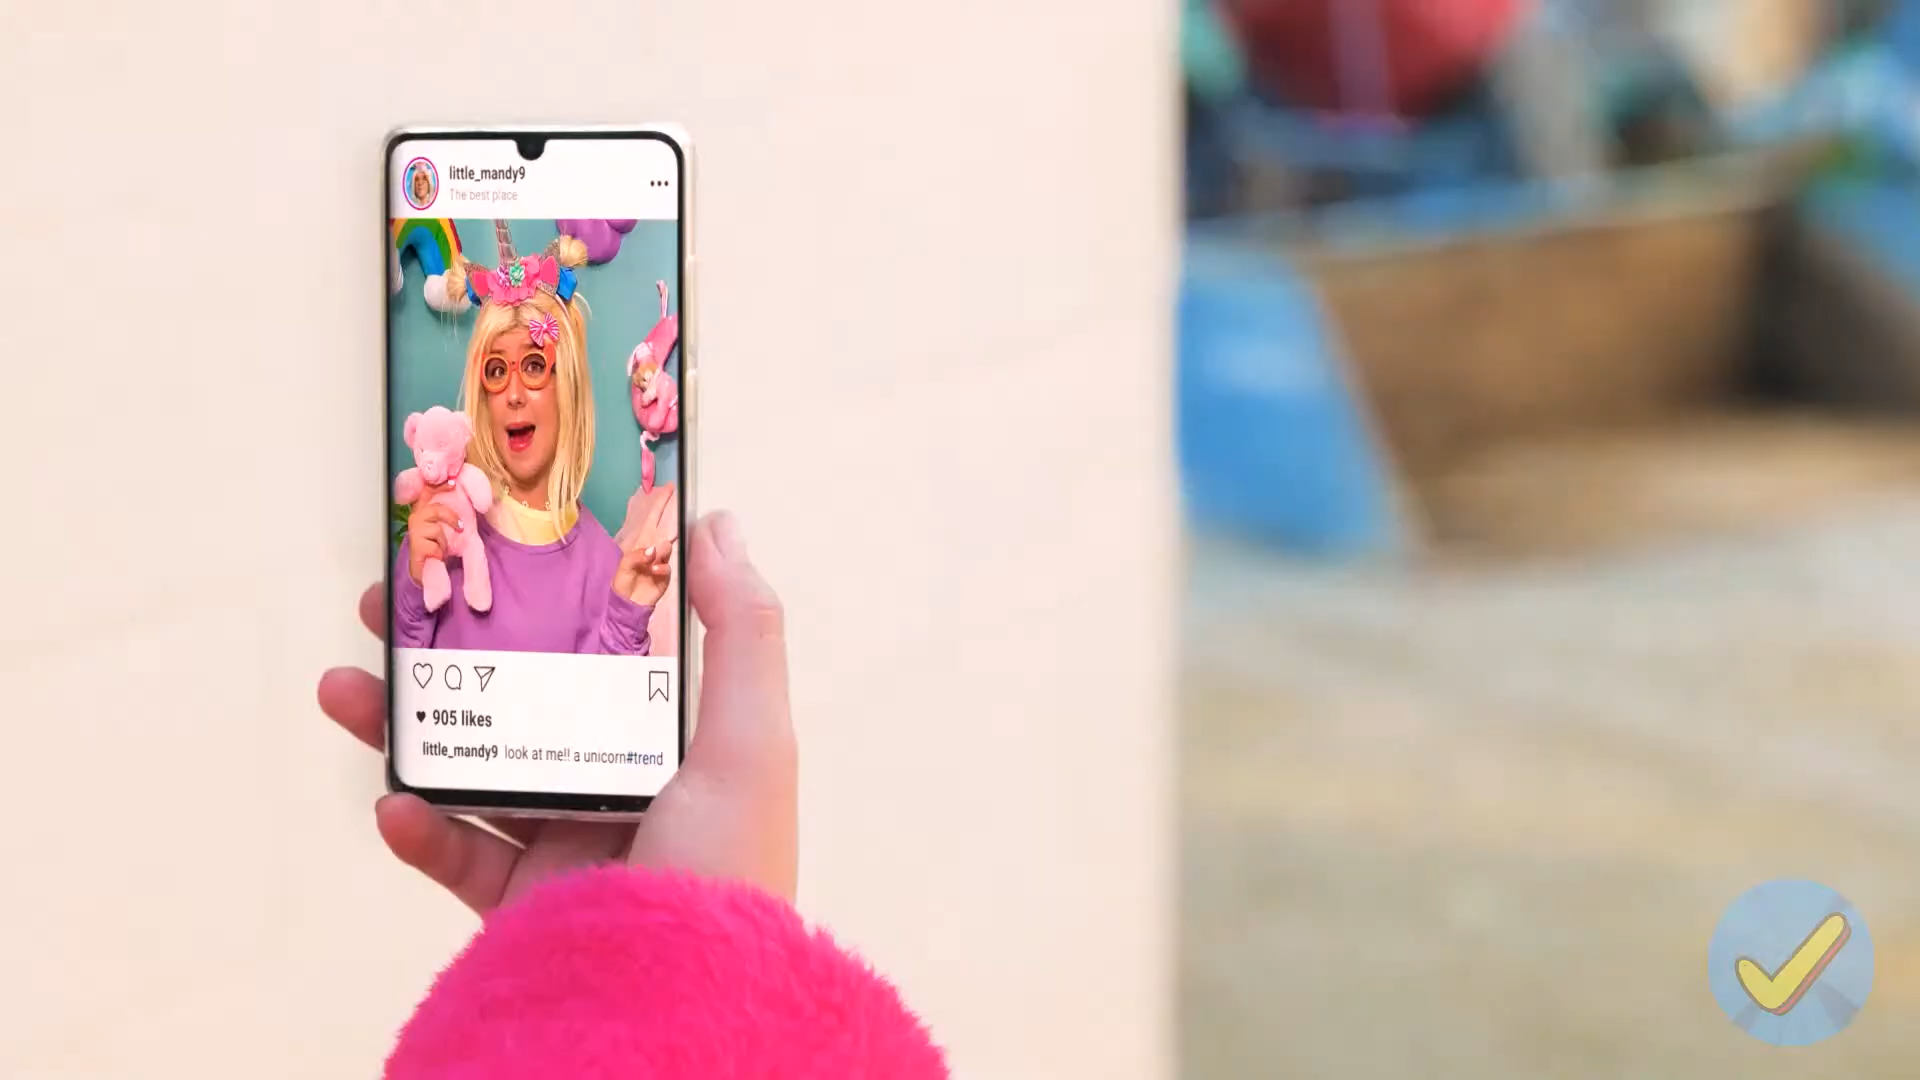 little_mandy9
The best place
905 likes
little_mandy9 look at me!! a unicorn#trend